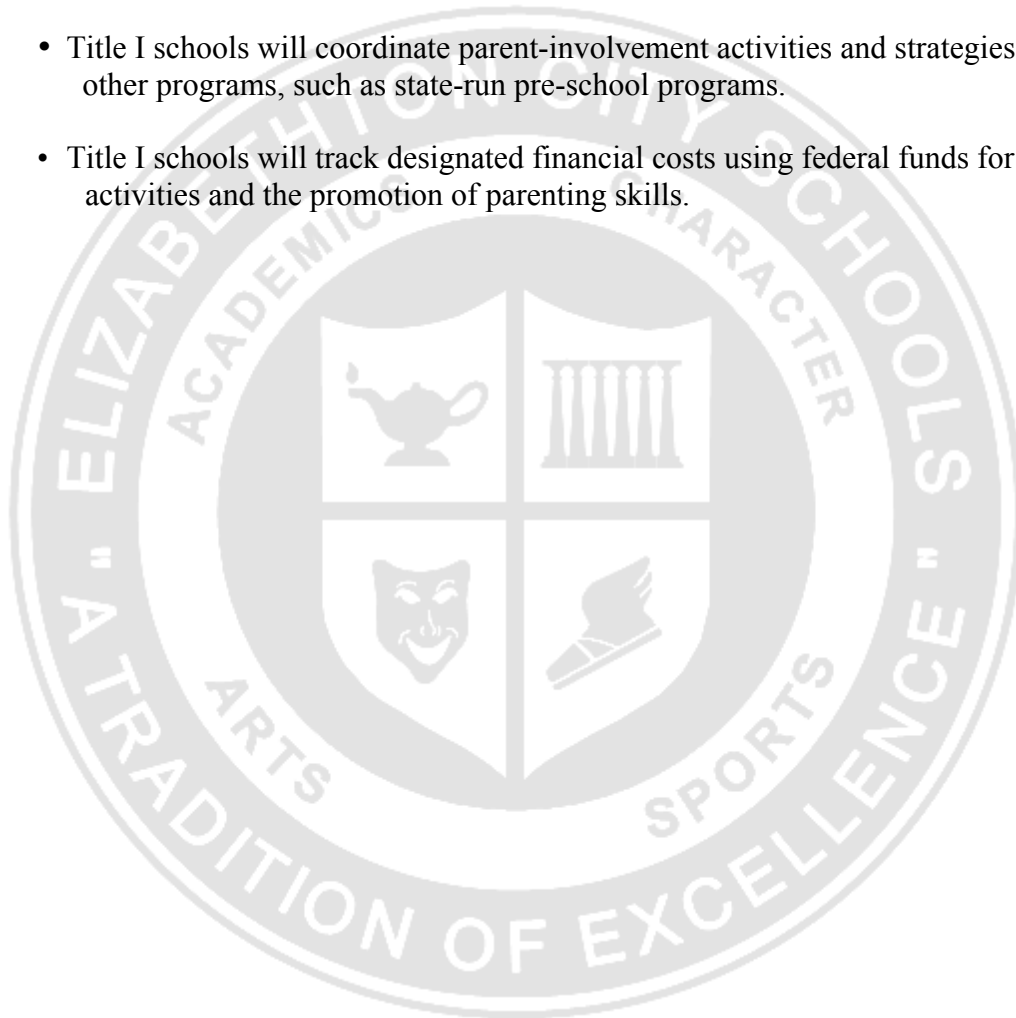 • Title I schools will coordinate parent-involvement activities and strategies
other programs, such as state-run pre-school programs.
• Title I schools will track designated financial costs using federal funds for
activities and the promotion of parenting skills.
ELIZABETHTON CITY SCHOOLS
ACADEMICS
CHARACTER
ARTS
SPORTS
" A TRADITION OF EXCELLENCE "